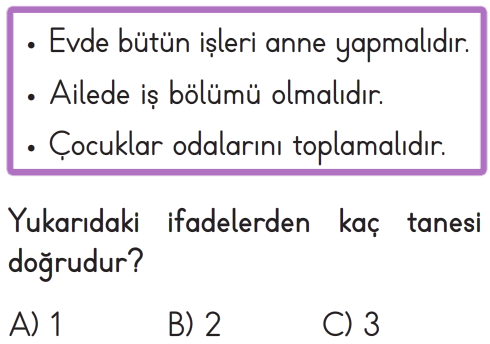 • Evde bütün işleri anne yapmalıdır.
• Ailede iş bölümü olmalıdır.
• Çocuklar odalarını toplamalıdır.
Yukarıdaki ifadelerden kaç tanesi
doğrudur?
A) 1 B) 2 C) 3